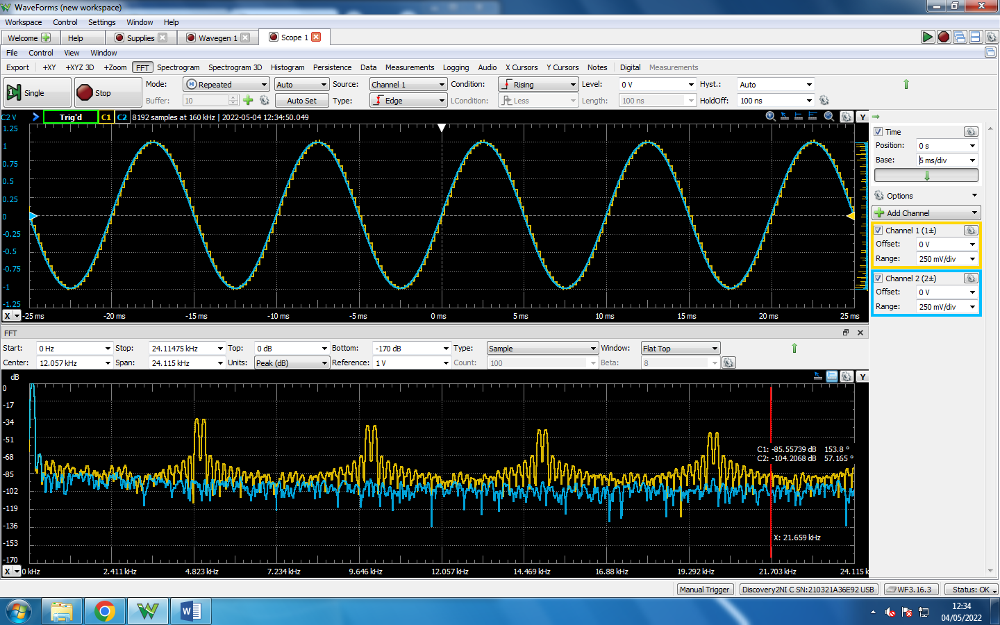 WaveForms (new workspace)
Workspace Control Settings Window Help
Welcome Help Supplies Wavegen 1 Scope 1
File Control View Window
Export +XY +XYZ 3D +Zoom FFT Spectrogram Spectrogram 3D Histogram Persistence Data Measurements Logging Audio X Cursors Y Cursors Notes Digital Measurements
Single Stop Mode: Repeated Auto Source: Channel 1 Condition: Rising Level: 0 V Hyst.: Auto
Buffer: 10 Auto Set Type: Edge LCondition: Less Length: 100 ns HoldOff: 100 ns
C2 V Trig'd C1 C2 8192 samples at 160 kHz | 2022-05-04 12:34:50.049 Y
1.25
1
0.75
0.5
0.25
0
-0.25
-0.5
-0.75
-1
-1.25
X -25 ms -20 ms -15 ms -10 ms -5 ms 0 ms 5 ms 10 ms 15 ms 20 ms 25 ms
Time
Position: 0 s
Base: 5 ms/div
Options
Add Channel
Channel 1 (1±)
Offset: 0 V
Range: 250 mV/div
Channel 2 (2±)
Offset: 0 V
Range: 250 mV/div
FFT
Start: 0 Hz Stop: 24.11475 kHz Top: 0 dB Bottom: -170 dB Type: Sample Window: Flat Top
Center: 12.057 kHz Span: 24.115 kHz Units: Peak (dB) Reference: 1 V Count: 100 Beta: 8
dB Y
0
-17
-34
-51
-68
-85
-102
-119
-136
-153
-170
C1: -85.55739 dB 153.8 °
C2: -104.2068 dB 57.165 °
X: 21.659 kHz
X 0 kHz 2.411 kHz 4.823 kHz 7.234 kHz 9.646 kHz 12.057 kHz 14.469 kHz 16.88 kHz 19.292 kHz 21.703 kHz 24.115 k
Manual Trigger Discovery2NI C SN:210321A36E92 USB WF3.16.3 Status: OK
12:34
04/05/2022